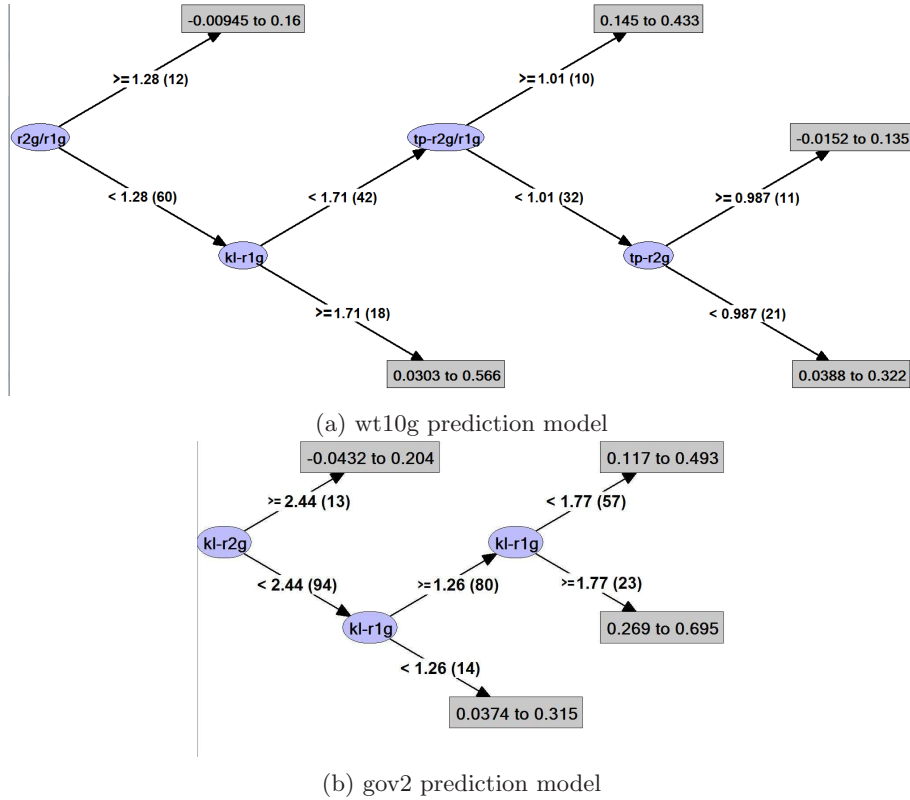 -0.00945 to 0.16
0.145 to 0.433
>=1.28 (12)
>=1.01 (10)
r2g/r1g
tp-r2g/r1g
-0.0152 to 0.135
< 1.28 (60)
< 1.71 (42)
< 1.01 (32)
>= 0.987 (11)
kl-r1g
tp-r2g
>=1.71 (18)
< 0.987 (21)
0.0303 to 0.566
0.0388 to 0.322
(a) wt10g prediction model
-0.0432 to 0.204
0.117 to 0.493
>= 2.44 (13)
< 1.77 (57)
kl-r2g
kl-r1g
< 2.44 (94)
>=1.26 (80)
>=1.77 (23)
kl-r1g
0.269 to 0.695
< 1.26 (14)
0.0374 to 0.315
(b) gov2 prediction model